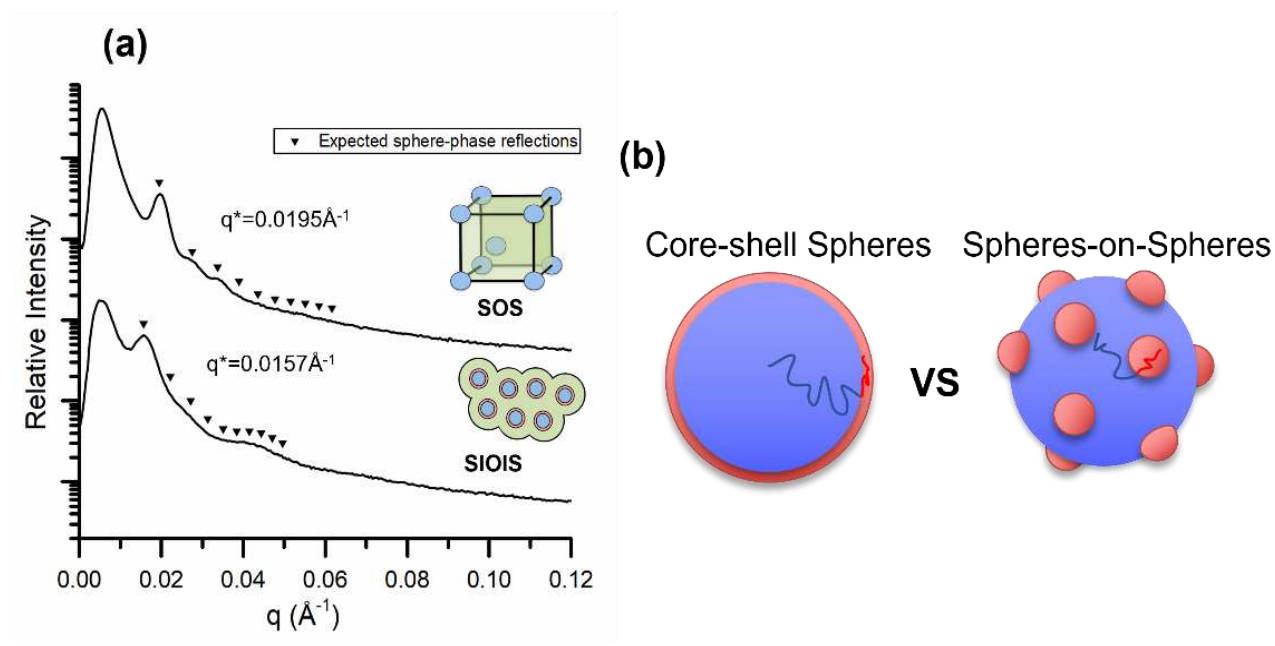 (a)
▼ Expected sphere-phase reflections
q*=0.0195Å-1
SOS
q*=0.0157Å-1
SIOIS
Relative Intensity
0.00 0.02 0.04 0.06 0.08 0.10 0.12
q (Å-1)
(b)
Core-shell Spheres
Spheres-on-Spheres
VS